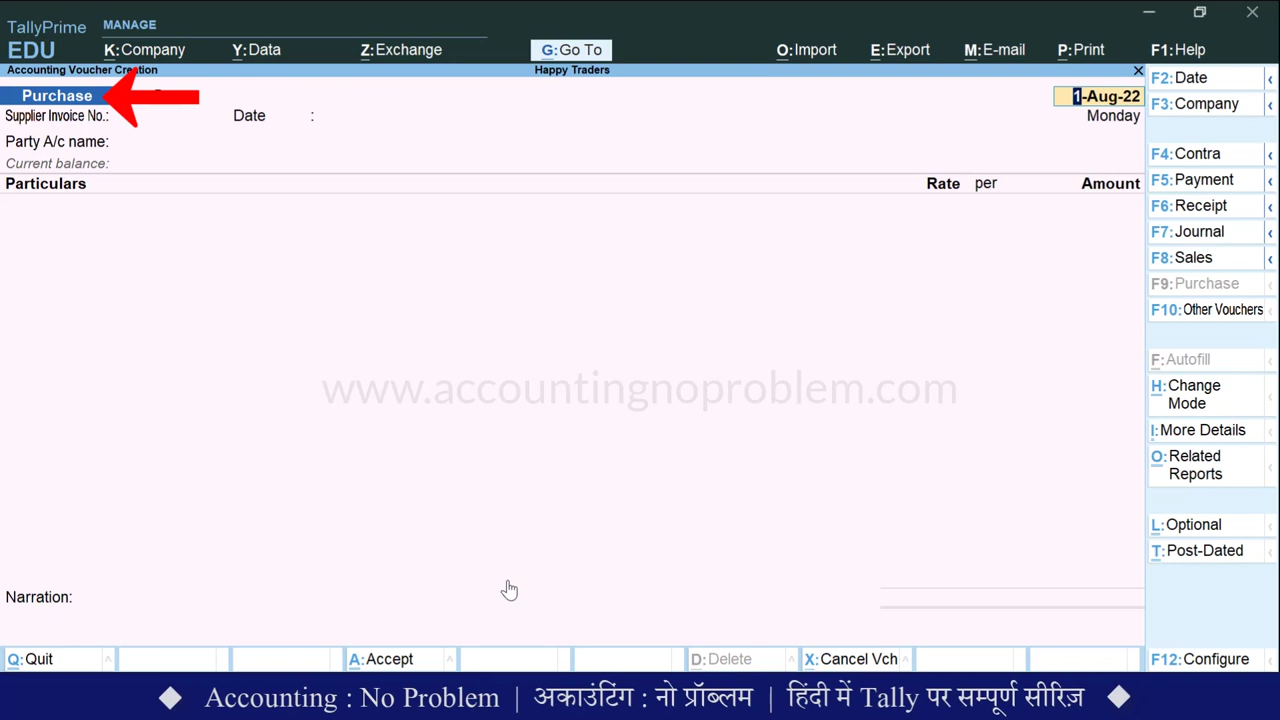 TallyPrime
MANAGE
EDU
K:Company Y:Data Z:Exchange G:Go To O:Import E:Export M:E-mail P:Print F1:Help
Accounting Voucher Creation Happy Traders
Purchase 1-Aug-22
Supplier Invoice No.: Date : Monday
Party A/c name:
Current balance:
Particulars Rate per Amount
F2:Date
F3:Company
F4:Contra
F5:Payment
F6:Receipt
F7:Journal
F8:Sales
F9:Purchase
F10:Other Vouchers
F:Autofill
H:Change
Mode
I:More Details
O:Related
Reports
L:Optional
T:Post-Dated
www.accountingnoproblem.com
Narration:
Q:Quit A:Accept D:Delete X:Cancel Vch F12:Configure
Accounting : No Problem | अकाउंटिंग : नो प्रॉब्लम | हिंदी में Tally पर सम्पूर्ण सीरिज़